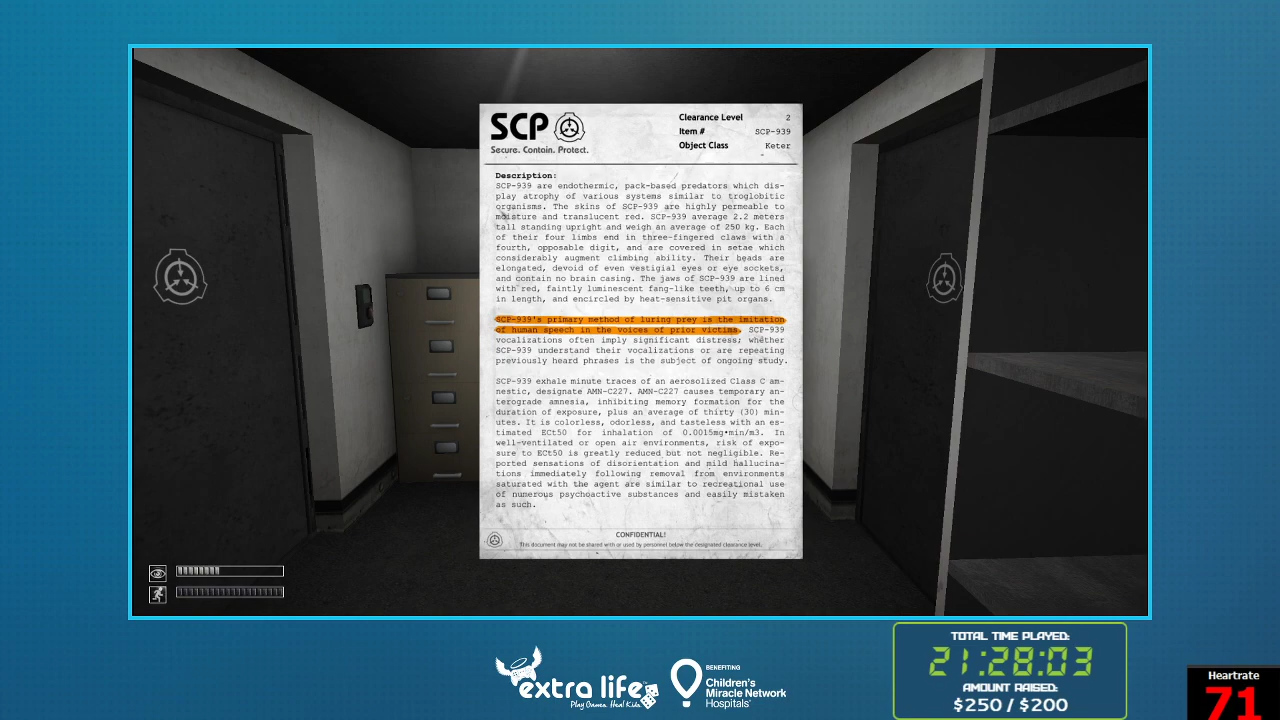 SCP
Secure. Contain. Protect.
Clearance Level 2
Item # SCP-939
Object Class Keter
Description:
SCP-939 are endothermic, pack-based predators which dis-
play atrophy of various systems similar to troglobitic
organisms. The skins of SCP-939 are highly permeable to
moisture and translucent red. SCP-939 average 2.2 meters
tall standing upright and weigh an average of 250 kg. Each
of their four limbs end in three-fingered claws with a
fourth, opposable digit, and are covered in setae which
considerably augment climbing ability. Their heads are
elongated, devoid of even vestigial eyes or eye sockets,
and contain no brain casing. The jaws of SCP-939 are lined
with red, faintly luminescent fang-like teeth, up to 6 cm
in length, and encircled by heat-sensitive pit organs.
SCP-939's primary method of luring prey is the imitation
of human speech in the voices of prior victims. SCP-939
vocalizations often imply significant distress; whether
SCP-939 understand their vocalizations or are repeating
previously heard phrases is the subject of ongoing study.
SCP-939 exhale minute traces of an aerosolized Class C am-
nestic, designate AMN-C227. AMN-C227 causes temporary an-
terograde amnesia, inhibiting memory formation for the
duration of exposure, plus an average of thirty (30) min-
utes. It is colorless, odorless, and tasteless with an es-
timated ECt50 for inhalation of 0.0015mg•min/m3. In
well-ventilated or open air environments, risk of expo-
sure to ECt50 is greatly reduced but not negligible. Re-
ported sensations of disorientation and mild hallucina-
tions immediately following removal from environments
saturated with the agent are similar to recreational use
of numerous psychoactive substances and easily mistaken
as such.
CONFIDENTIAL!
This document may not be shared with or used by personnel below the designated clearance level.
extra life
Play Games. Heal Kids.
BENEFITING
Children's
Miracle Network
Hospitals
TOTAL TIME PLAYED:
21:28:03
AMOUNT RAISED:
$250 / $200
Heartrate
71